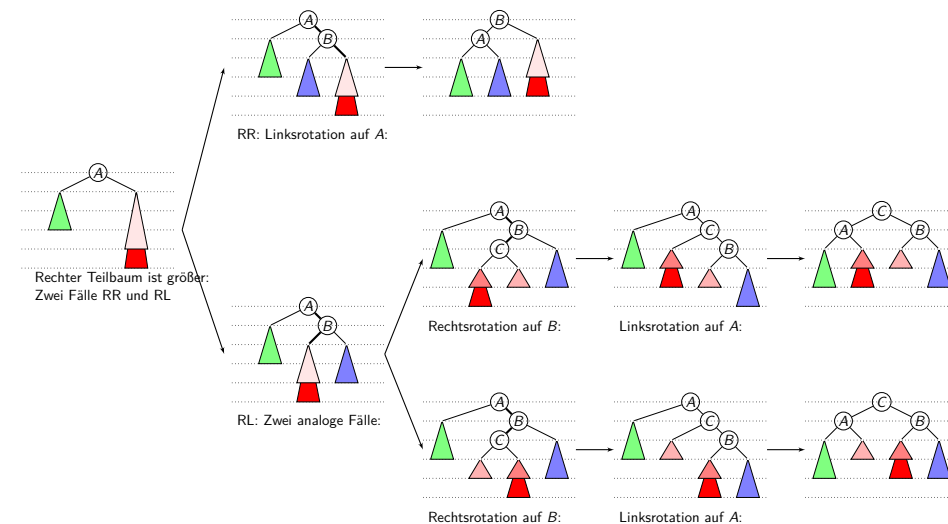 A
B
B
A
RR: Linksrotation auf A:
A
Rechter Teilbaum ist größer:
Zwei Fälle RR und RL
A
B
C
A
C
B
C
A
B
Rechtsrotation auf B:
Linksrotation auf A:
A
B
RL: Zwei analoge Fälle:
A
B
C
A
C
B
C
A
B
Rechtsrotation auf B:
Linksrotation auf A: